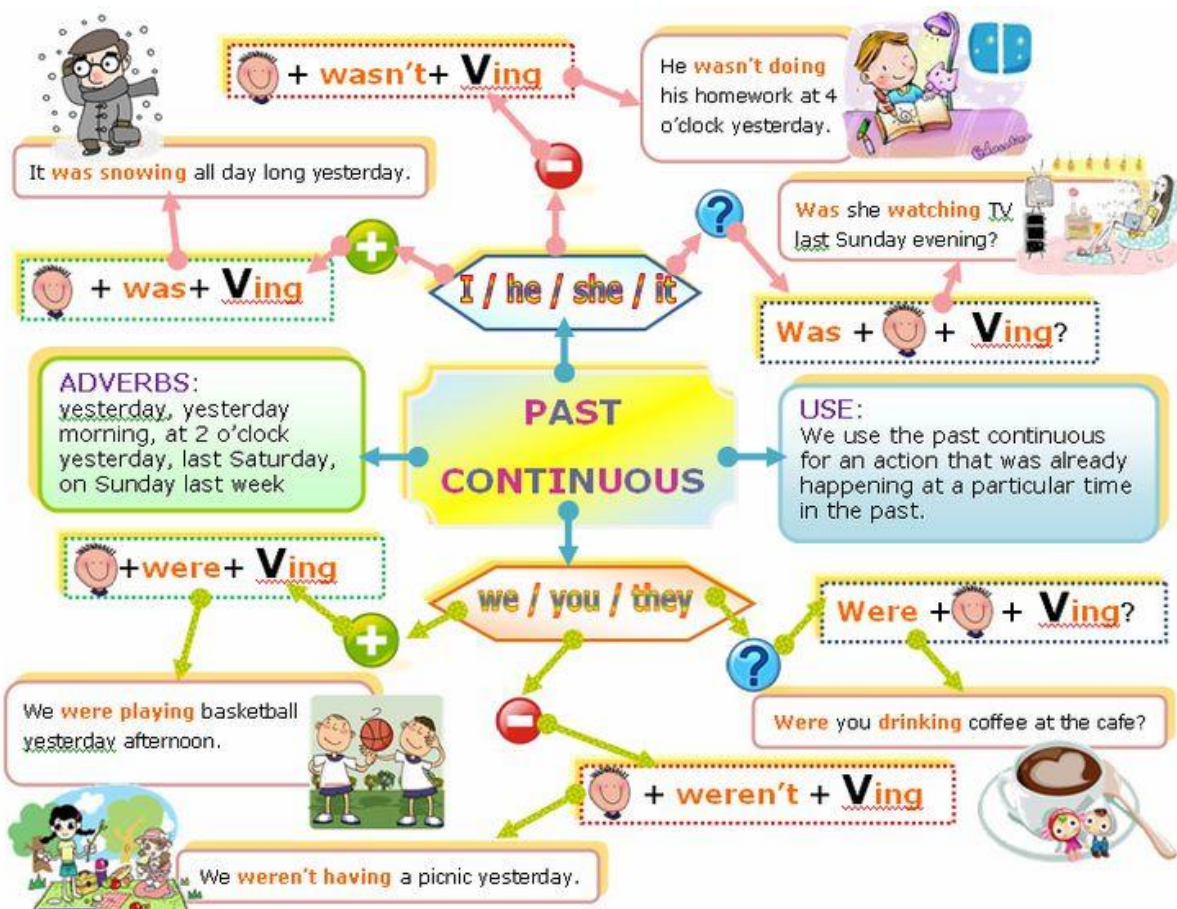 + wasn't+ Ving
He wasn't doing
his homework at 4
o'clock yesterday.
It was snowing all day long yesterday.
Was she watching TV
last Sunday evening?
+ was+ Ving
I / he / she / it
Was + + Ving?
ADVERBS:
yesterday, yesterday
morning, at 2 o'clock
yesterday, last Saturday,
on Sunday last week
PAST
CONTINUOUS
USE:
We use the past continuous
for an action that was already
happening at a particular time
in the past.
+were+ Ving
we / you / they
Were + + Ving?
We were playing basketball
yesterday afternoon.
Were you drinking coffee at the cafe?
+ weren't + Ving
We weren't having a picnic yesterday.